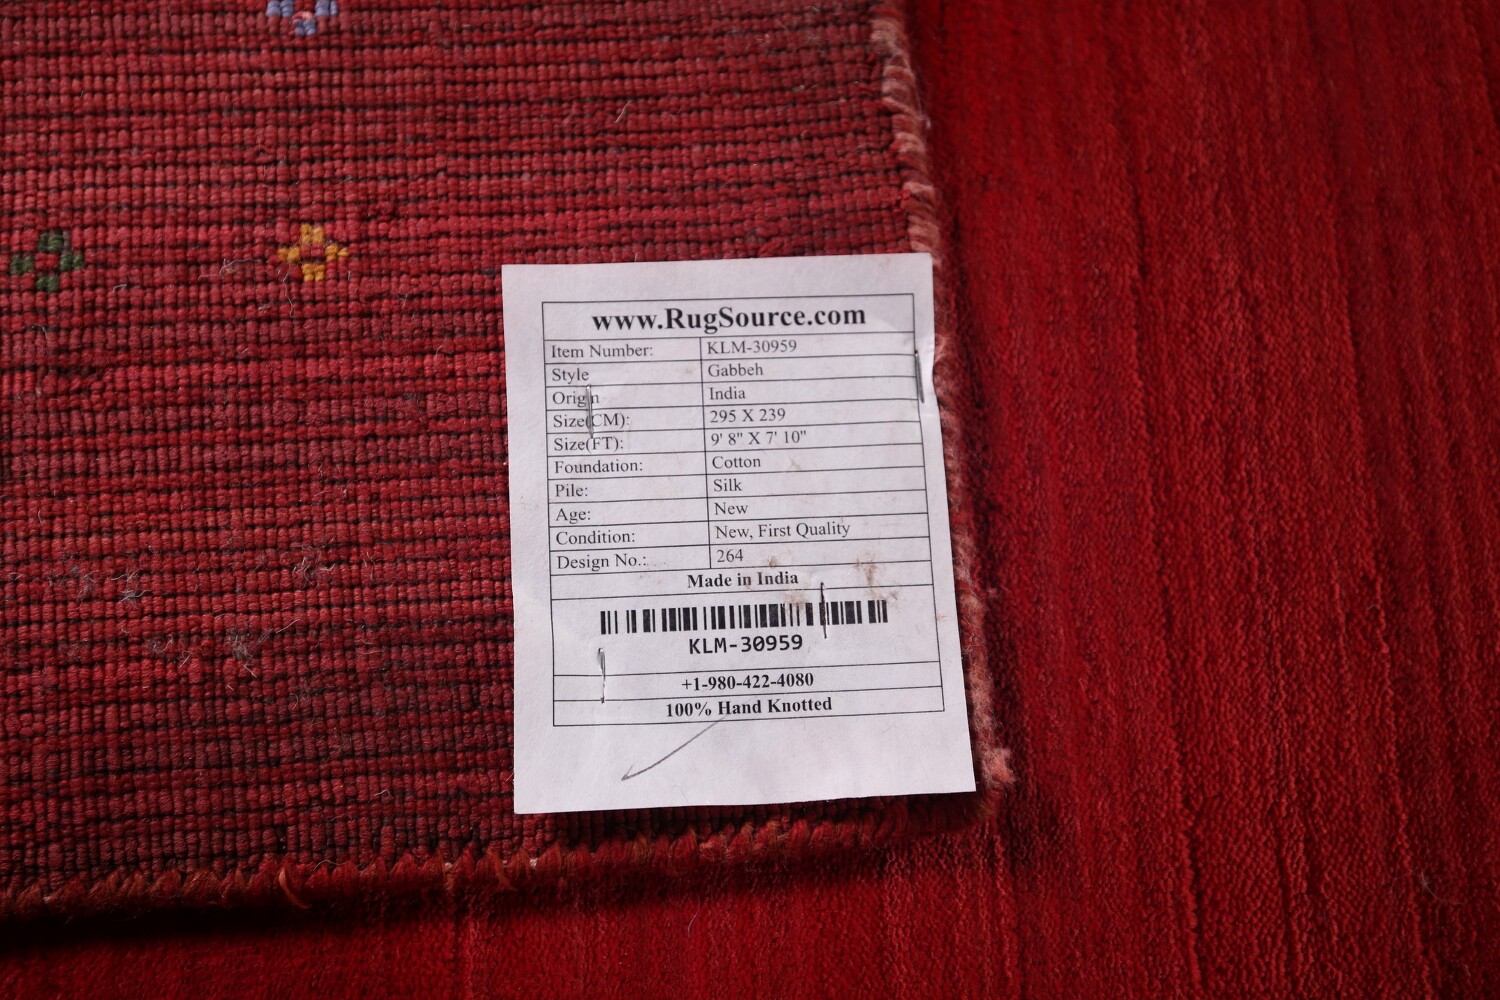 www.RugSource.com
Item Number: KLM-30959
Style Gabbeh
Origin India
Size(CM): 295 X 239
Size(FT): 9' 8" X 7' 10"
Foundation: Cotton
Pile: Silk
Age: New
Condition: New, First Quality
Design No.: 264
Made in India
KLM-30959
+1-980-422-4080
100% Hand Knotted